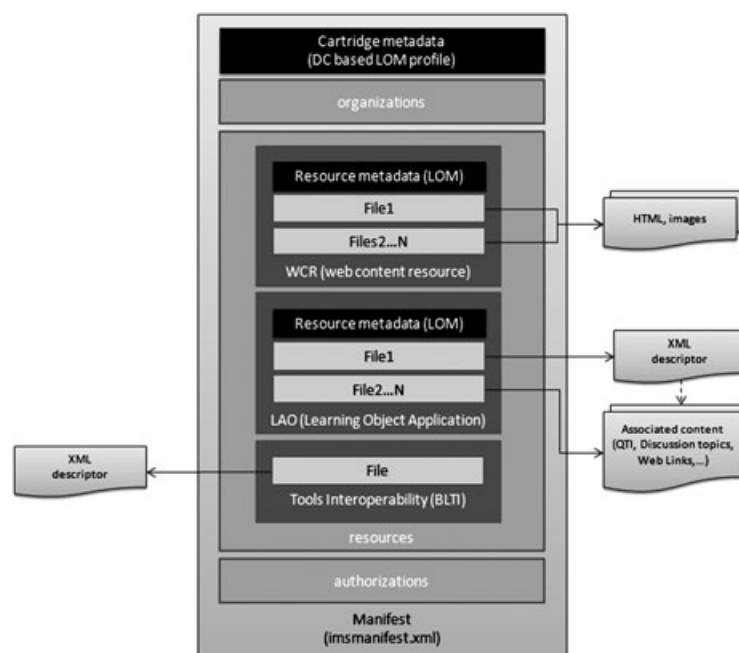 Cartridge metadata
(DC based LOM profile)
organizations
Resource metadata (LOM)
File1
Files2...N
WCR (web content resource)
HTML, images
Resource metadata (LOM)
File1
File2...N
LAO (Learning Object Application)
XML
descriptor
Associated content
(QTI, Discussion topics,
Web Links,...)
File
Tools Interoperability (BLTI)
XML
descriptor
resources
authorizations
Manifest
(imsmanifest.xml)